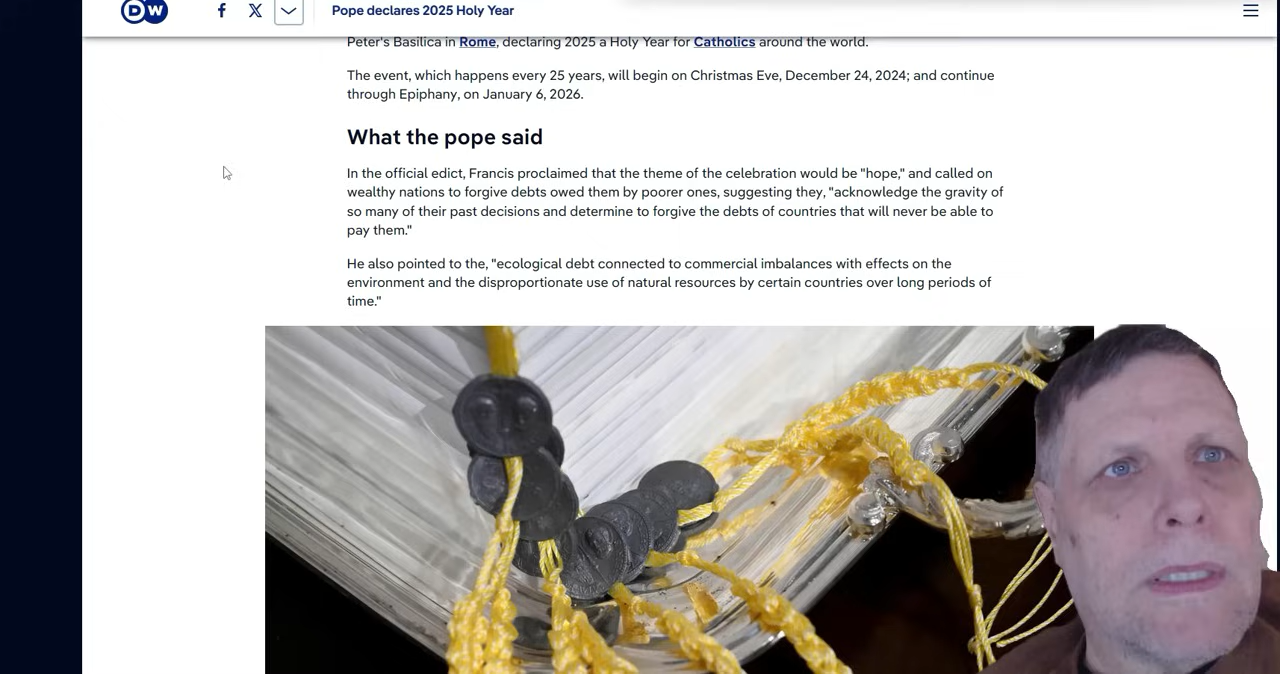 DW
Pope declares 2025 Holy Year
Peter's Basilica in Rome, declaring 2025 a Holy Year for Catholics around the world.
The event, which happens every 25 years, will begin on Christmas Eve, December 24, 2024; and continue
through Epiphany, on January 6, 2026.
What the pope said
In the official edict, Francis proclaimed that the theme of the celebration would be "hope," and called on
wealthy nations to forgive debts owed them by poorer ones, suggesting they, "acknowledge the gravity of
so many of their past decisions and determine to forgive the debts of countries that will never be able to
pay them."
He also pointed to the, "ecological debt connected to commercial imbalances with effects on the
environment and the disproportionate use of natural resources by certain countries over long periods of
time."